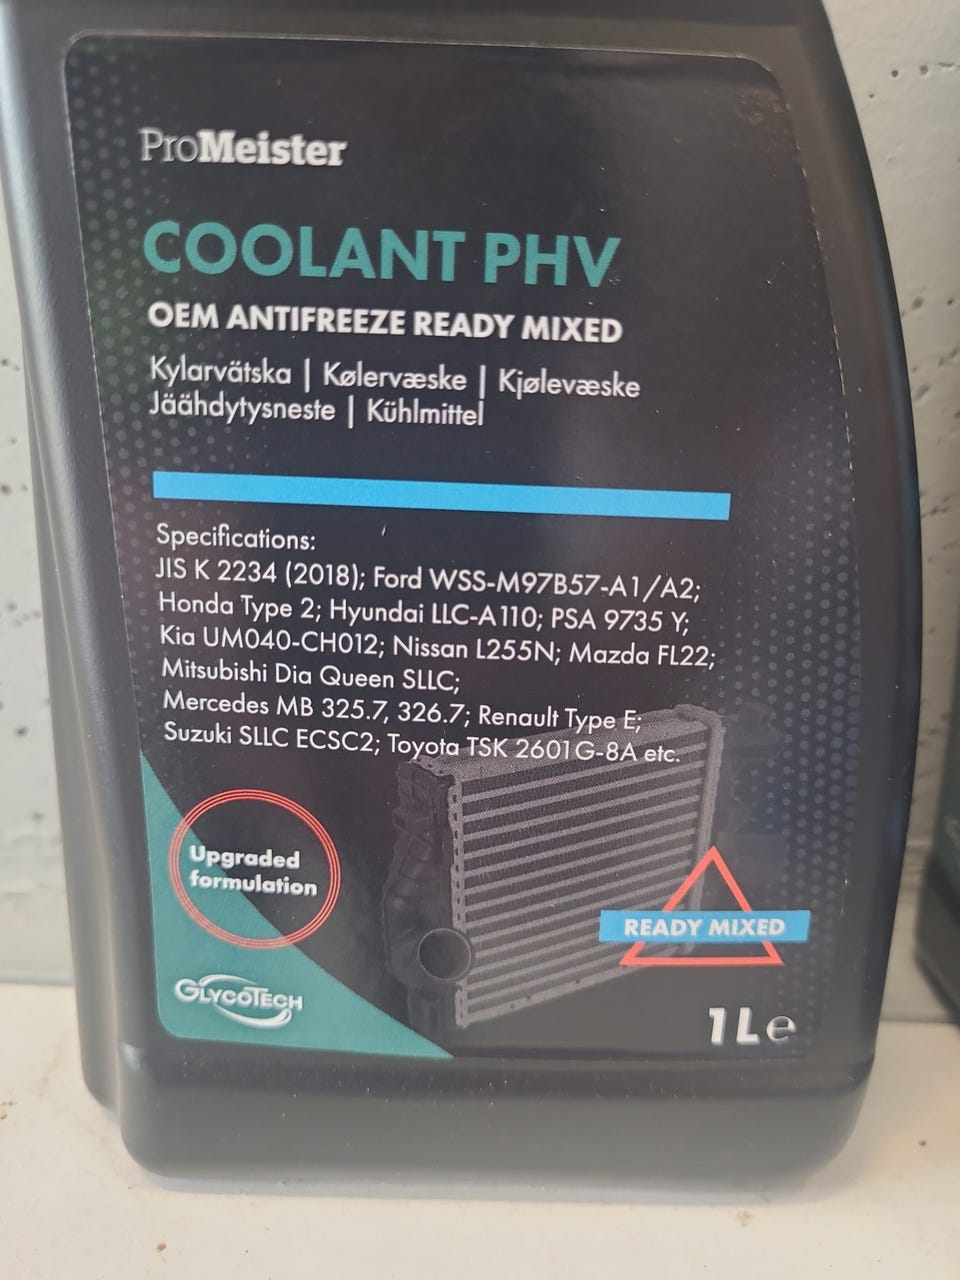 ProMeister
COOLANT PHV
OEM ANTIFREEZE READY MIXED
Kylarvätska | Kølervæske | Kjølevæske
Jäähdytysneste | Kühlmittel
Specifications:
JIS K 2234 (2018); Ford WSS-M97B57-A1/A2;
Honda Type 2; Hyundai LLC-A110; PSA 9735 Y;
Kia UM040-CH012; Nissan L255N; Mazda FL22;
Mitsubishi Dia Queen SLLC;
Mercedes MB 325.7, 326.7; Renault Type E;
Suzuki SLLC ECSC2; Toyota TSK 2601G-8A etc.
Upgraded
formulation
READY MIXED
GLYCOTECH
1 L e